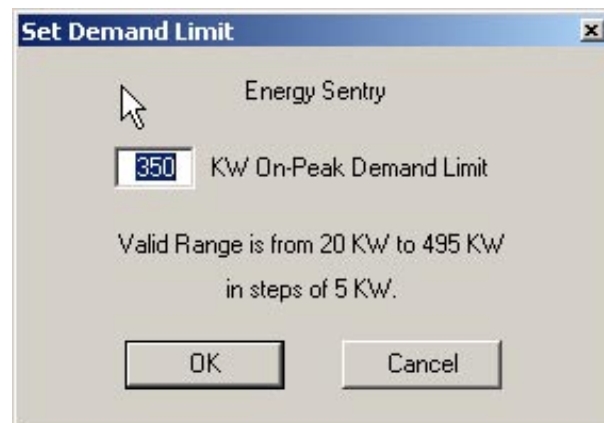 Set Demand Limit
Energy Sentry
350 KW On-Peak Demand Limit
Valid Range is from 20 KW to 495 KW
in steps of 5 KW.
OK Cancel